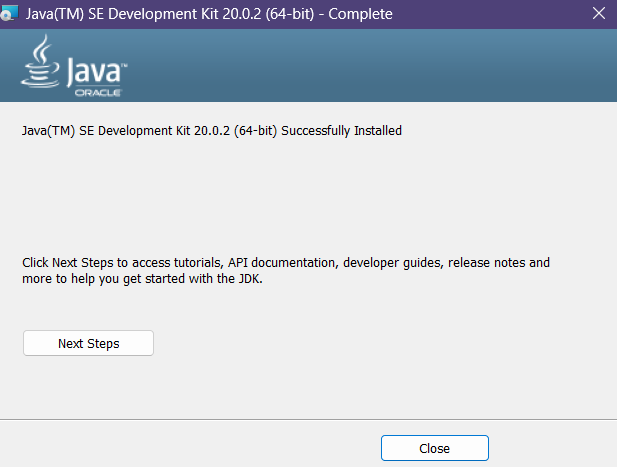 Java(TM) SE Development Kit 20.0.2 (64-bit) - Complete
Java™
ORACLE
Java(TM) SE Development Kit 20.0.2 (64-bit) Successfully Installed
Click Next Steps to access tutorials, API documentation, developer guides, release notes and
more to help you get started with the JDK.
Next Steps
Close